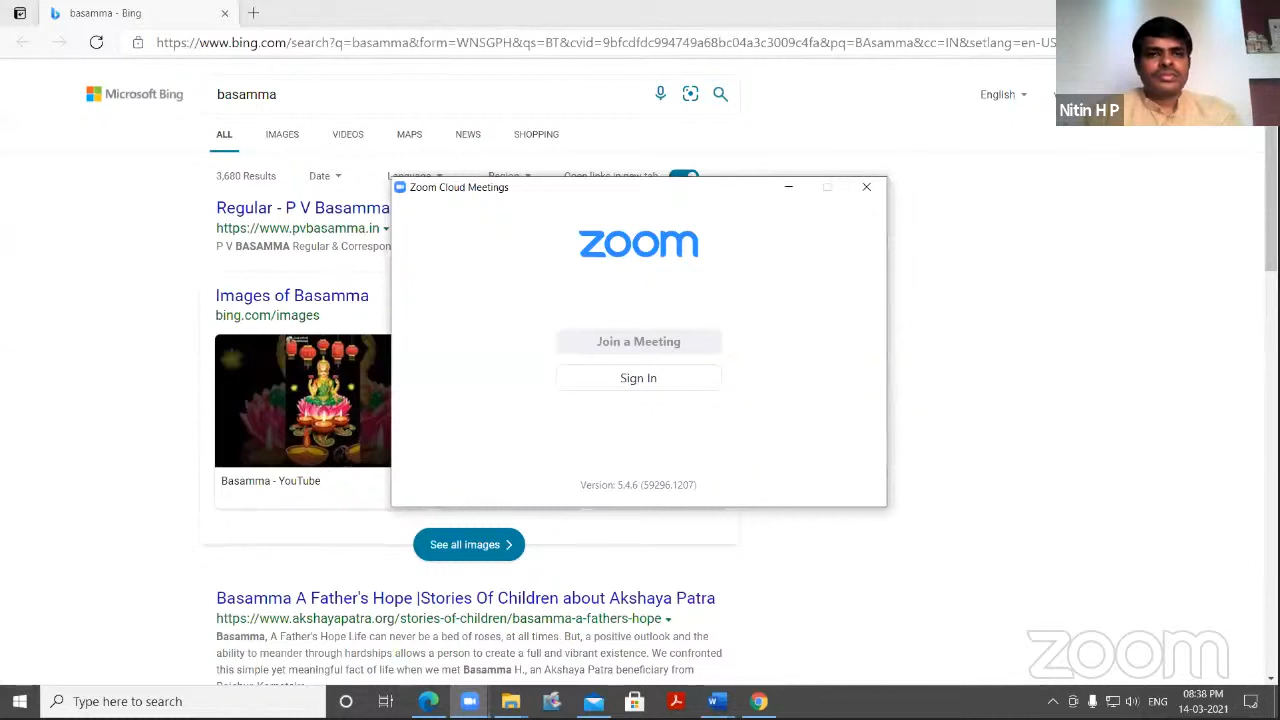 basamma - Bing
https://www.bing.com/search?q=basamma&form=WNSGPH&qs=BT&cvid=9bfcdfdc994749a68bc04a3c3009c4fa&pq=BAsamma&cc=IN&setlang=en-US
Nitin H P
Microsoft Bing
basamma
English
ALL IMAGES VIDEOS MAPS NEWS SHOPPING
3,680 Results Date Language Region Open links in new tab
Zoom Cloud Meetings
zoom
Join a Meeting
Sign In
Version: 5.4.6 (59296.1207)
Regular - P V Basamma
https://www.pvbasamma.in
P V BASAMMA Regular & Correspon
Images of Basamma
bing.com/images
Basamma - YouTube
See all images
Basamma A Father's Hope |Stories Of Children about Akshaya Patra
https://www.akshayapatra.org/stories-of-children/basamma-a-fathers-hope
Basamma, A Father's Hope Life can never be a bed of roses, at all times. But, a positive outlook and the
ability to meander through hardships allows a person to create a full and vibrant existence. We confronted
this simple yet meaningful fact of life when we met Basamma H., an Akshaya Patra beneficiary from
zoom
Type here to search
ENG
08:38 PM
14-03-2021